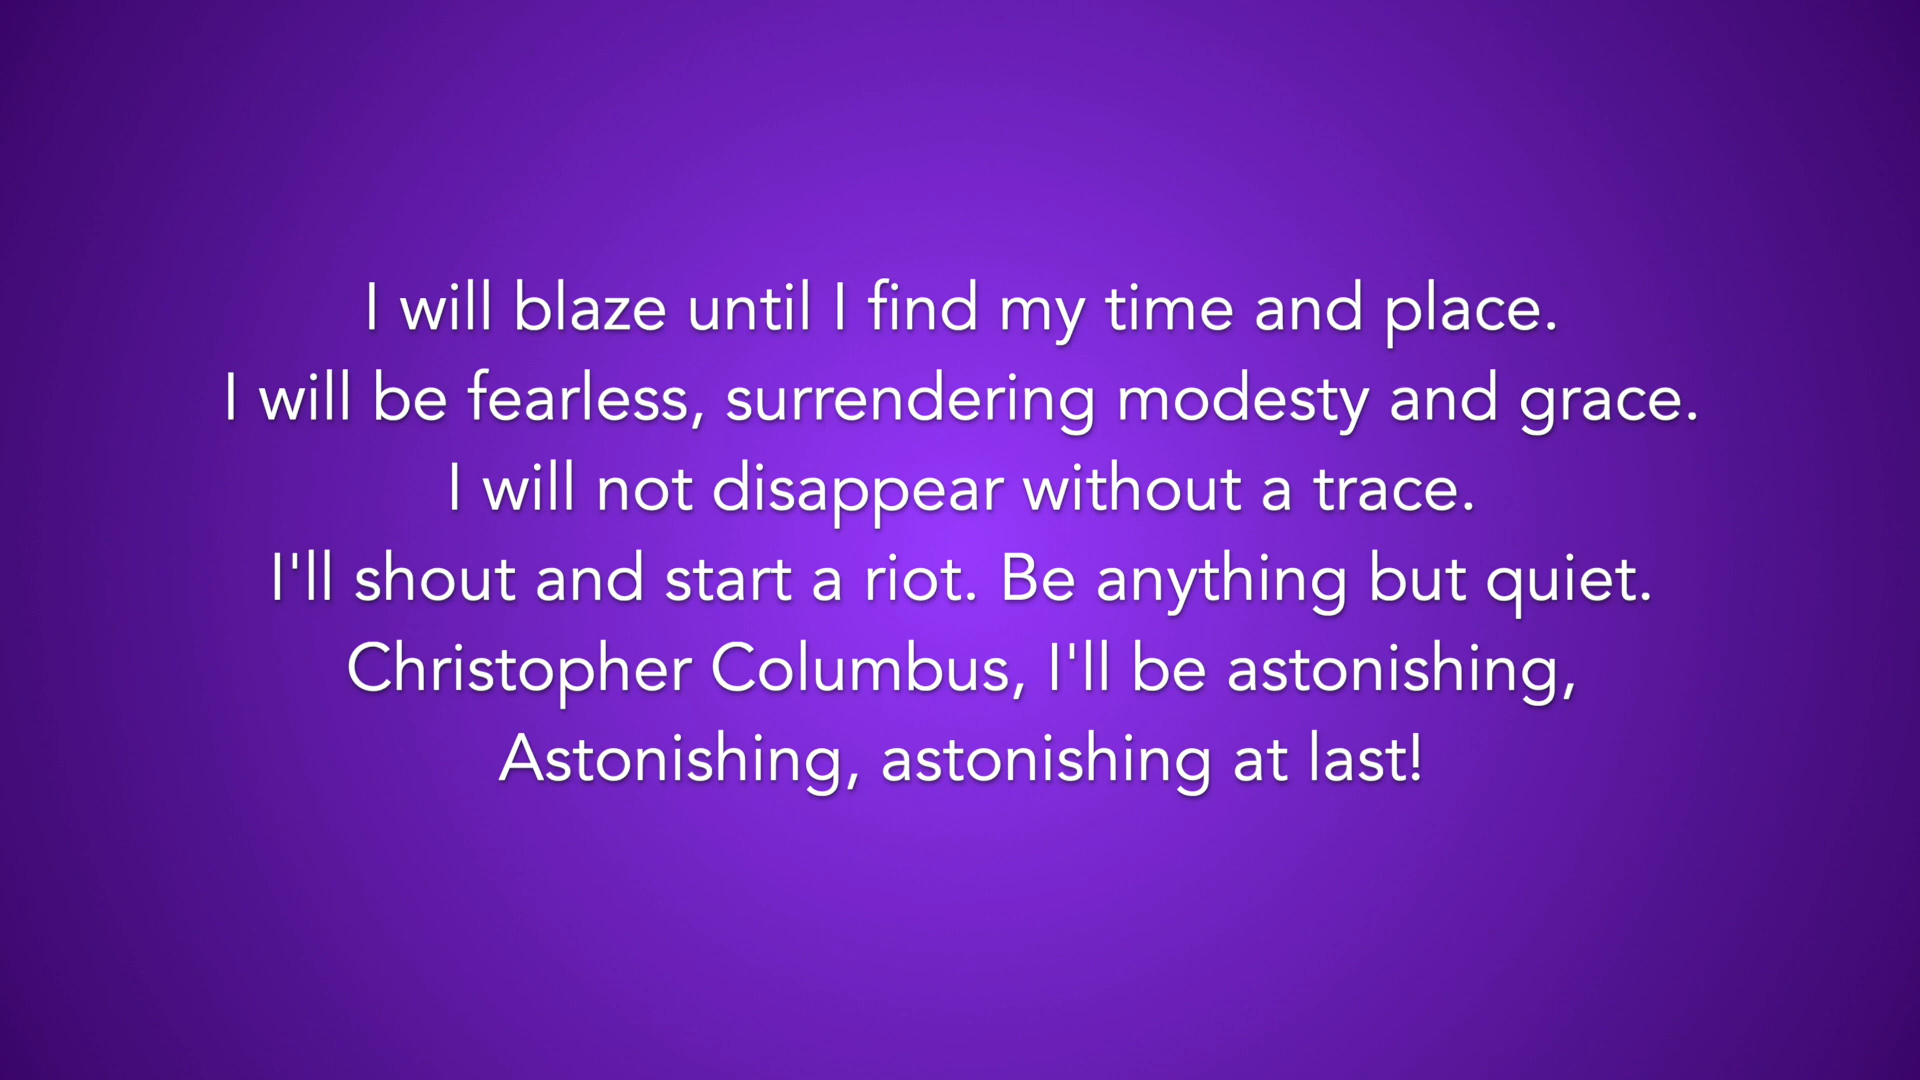 I will blaze until I find my time and place.
I will be fearless, surrendering modesty and grace.
I will not disappear without a trace.
I'll shout and start a riot. Be anything but quiet.
Christopher Columbus, I'll be astonishing,
Astonishing, astonishing at last!